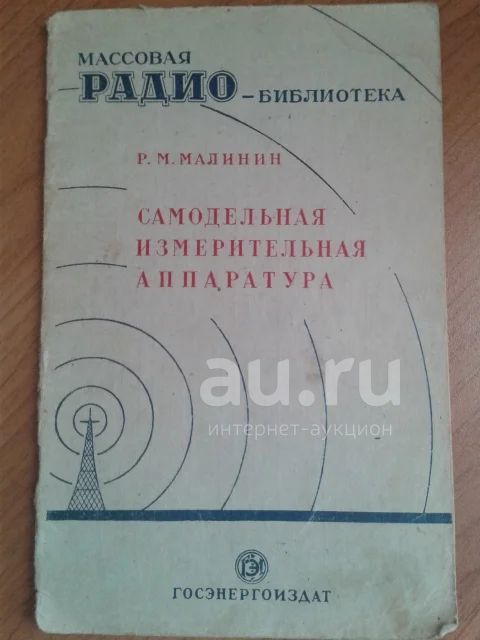 МАССОВАЯ
РАДИО-БИБЛИОТЕКА
Р. М. МАЛИНИН
САМОДЕЛЬНАЯ
ИЗМЕРИТЕЛЬНАЯ
АППАРАТУРА
au.ru
интернет-аукцион
ГЭИ
ГОСЭНЕРГОИЗДАТ